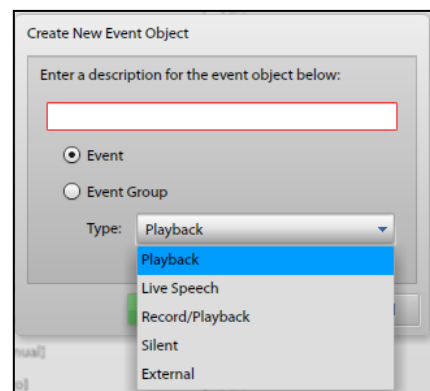 Create New Event Object
Enter a description for the event object below:
Event
Event Group
Type: Playback
Playback
Live Speech
Record/Playback
Silent
External